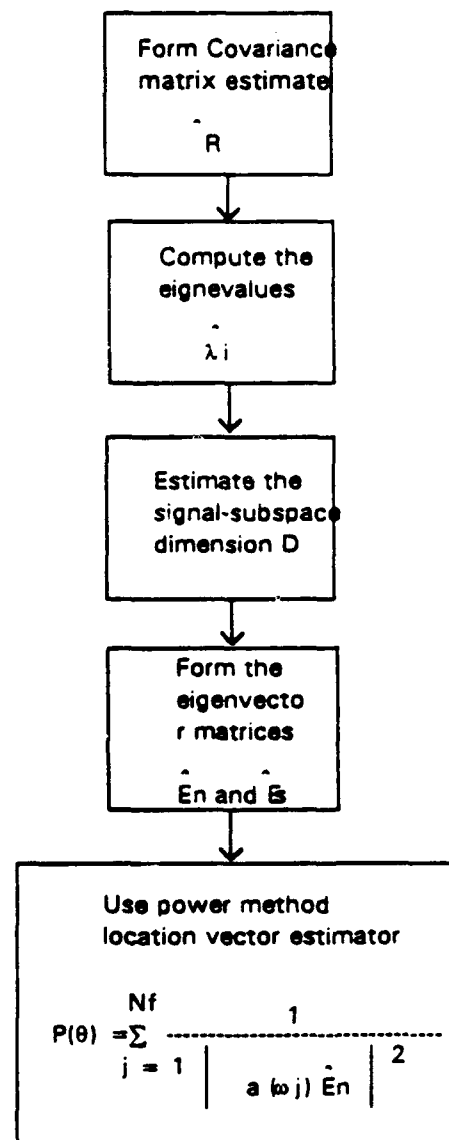 Form Covariance
matrix estimate
^
R
Compute the
eignevalues
^
λ i
Estimate the
signal-subspace
dimension D
Form the
eigenvecto
r matrices
^ ^
En and Es
Use power method
location vector estimator
Nf
1
P(θ) =Σ ----------------------
j = 1 | a (ω j) Ên | 2